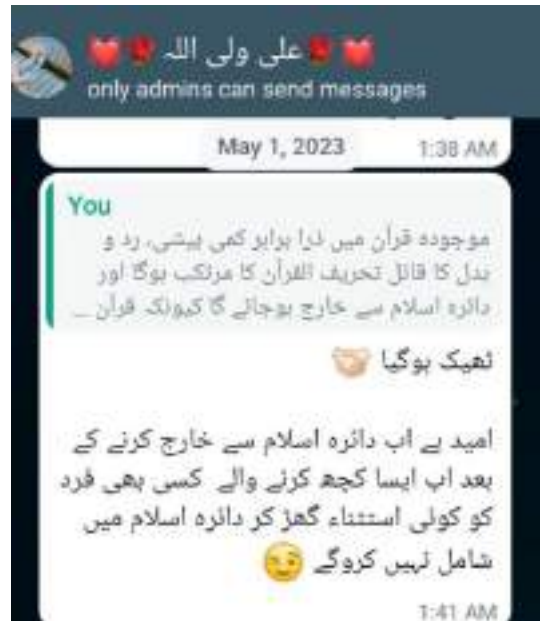 ❤️🌹علی ولی اللہ🌹❤️
only admins can send messages
1:38 AM
May 1, 2023
You
موجودہ قرآن میں ذرا برابر کمی بیشی، رد و
بدل کا قائل تحریف القرآن کا مرتکب ہوگا اور
دائرہ اسلام سے خارج ہوجائے گا کیونکہ قرآن ...
ٹھیک ہوگیا 🤝🏻
امید ہے اب دائرہ اسلام سے خارج کرنے کے
بعد اب ایسا کچھ کرنے والے کسی بھی فرد
کو کوئی استثناء گھڑ کر دائرہ اسلام میں
شامل نہیں کروگے 😉
1:41 AM